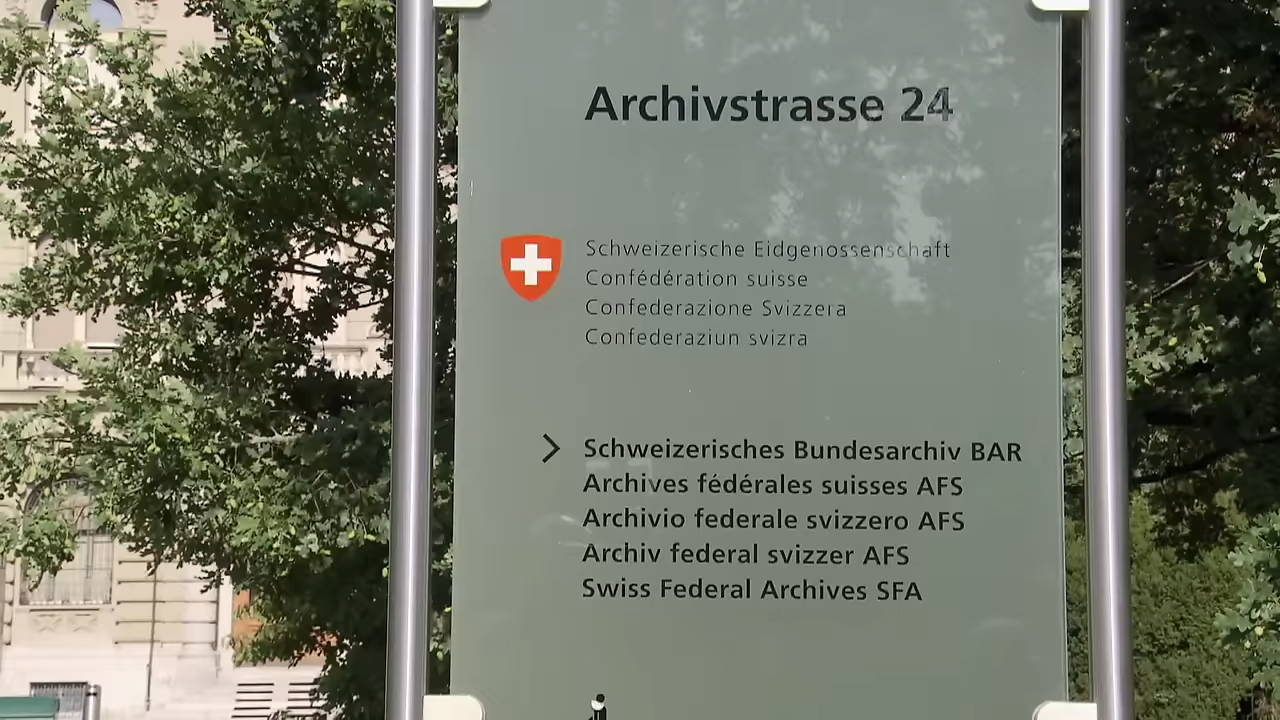 Archivstrasse 24
Schweizerische Eidgenossenschaft
Confédération suisse
Confederazione Svizzera
Confederaziun svizra
Schweizerisches Bundesarchiv BAR
Archives fédérales suisses AFS
Archivio federale svizzero AFS
Archiv federal svizzer AFS
Swiss Federal Archives SFA